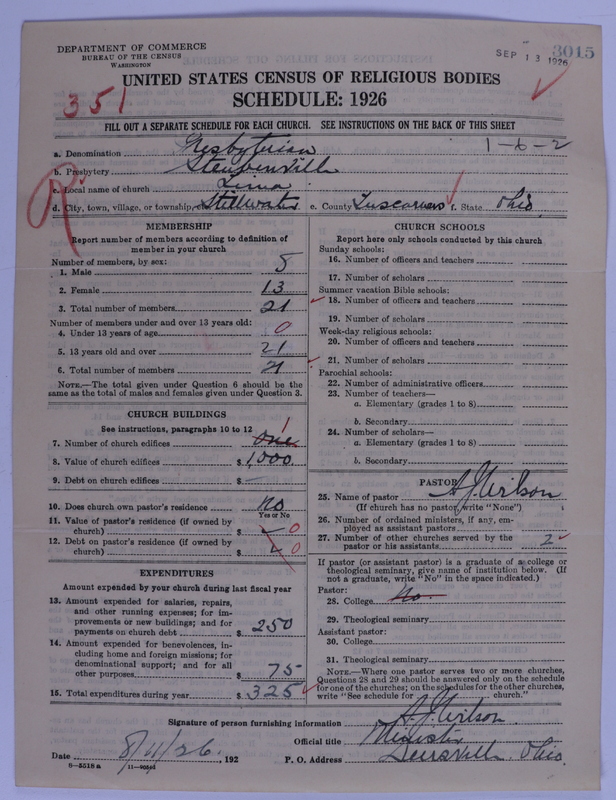 DEPARTMENT OF COMMERCE
BUREAU OF THE CENSUS
WASHINGTON
SEP 13 1926
3015
UNITED STATES CENSUS OF RELIGIOUS BODIES
SCHEDULE: 1926
351
FILL OUT A SEPARATE SCHEDULE FOR EACH CHURCH. SEE INSTRUCTIONS ON THE BACK OF THIS SHEET
a. Denomination Presbyterian 1-6-2
b. Presbytery Steubenville
c. Local name of church
d. City, town, village, or township Stillwater e. County Tuscarawas f. State Ohio
MEMBERSHIP
Report number of members according to definition of member in your church
Number of members, by sex:
1. Male 8
2. Female 13
3. Total number of members 21
Number of members under and over 13 years old:
4. Under 13 years of age 0
5. 13 years old and over 21
6. Total number of members 21
NOTE.—The total given under Question 6 should be
same as the total of males and females given under Question 3.
CHURCH BUILDINGS
See instructions, paragraphs 10 to 12
7. Number of church edifices one 1
8. Value of church edifices $ 1,000
9. Debt on church edifices $ —
10. Does church own pastor's residence No
Yes or No
11. Value of pastor's residence (if owned by
church) $ 0
12. Debt on pastor's residence (if owned by
church) $ 0
EXPENDITURES
Amount expended by your church during last fiscal year
13. Amount expended for salaries, repairs,
and other running expenses; for im-
provements or new buildings; and for
payments on church debt $ 250
14. Amount expended for benevolences, in-
cluding home and foreign missions; for
denominational support; and for all
other purposes $ 75
15. Total expenditures during year $ 325
CHURCH SCHOOLS
Report here only schools conducted by this church
Sunday schools:
16. Number of officers and teachers
17. Number of scholars
Summer vacation Bible schools:
18. Number of officers and teachers
19. Number of scholars
Week-day religious schools:
20. Number of officers and teachers
21. Number of scholars
Parochial schools:
22. Number of administrative officers
23. Number of teachers—
a. Elementary (grades 1 to 8)
b. Secondary
24. Number of scholars—
a. Elementary (grades 1 to 8)
b. Secondary
PASTOR
25. Name of pastor A. J. Wilson
(If church has no pastor, write "None")
26. Number of ordained ministers, if any, em-
ployed as assistant pastors
27. Number of other churches served by the
pastor or his assistants 2
If pastor (or assistant pastor) is a graduate of a college or
theological seminary, give name of institution below. (If
not a graduate, write "No" in the space indicated.)
Pastor:
28. College No
29. Theological seminary
Assistant pastor:
30. College
31. Theological seminary
NOTE.—Where one pastor serves two or more churches,
Questions 28 and 29 should be answered only on the schedule
for one of the churches; on the schedules for the other churches,
write "See schedule for church."
Signature of person furnishing information A. J. Wilson
Official title Minister
Date 8/11/26, 192 P. O. Address Ohio
6-5518 a